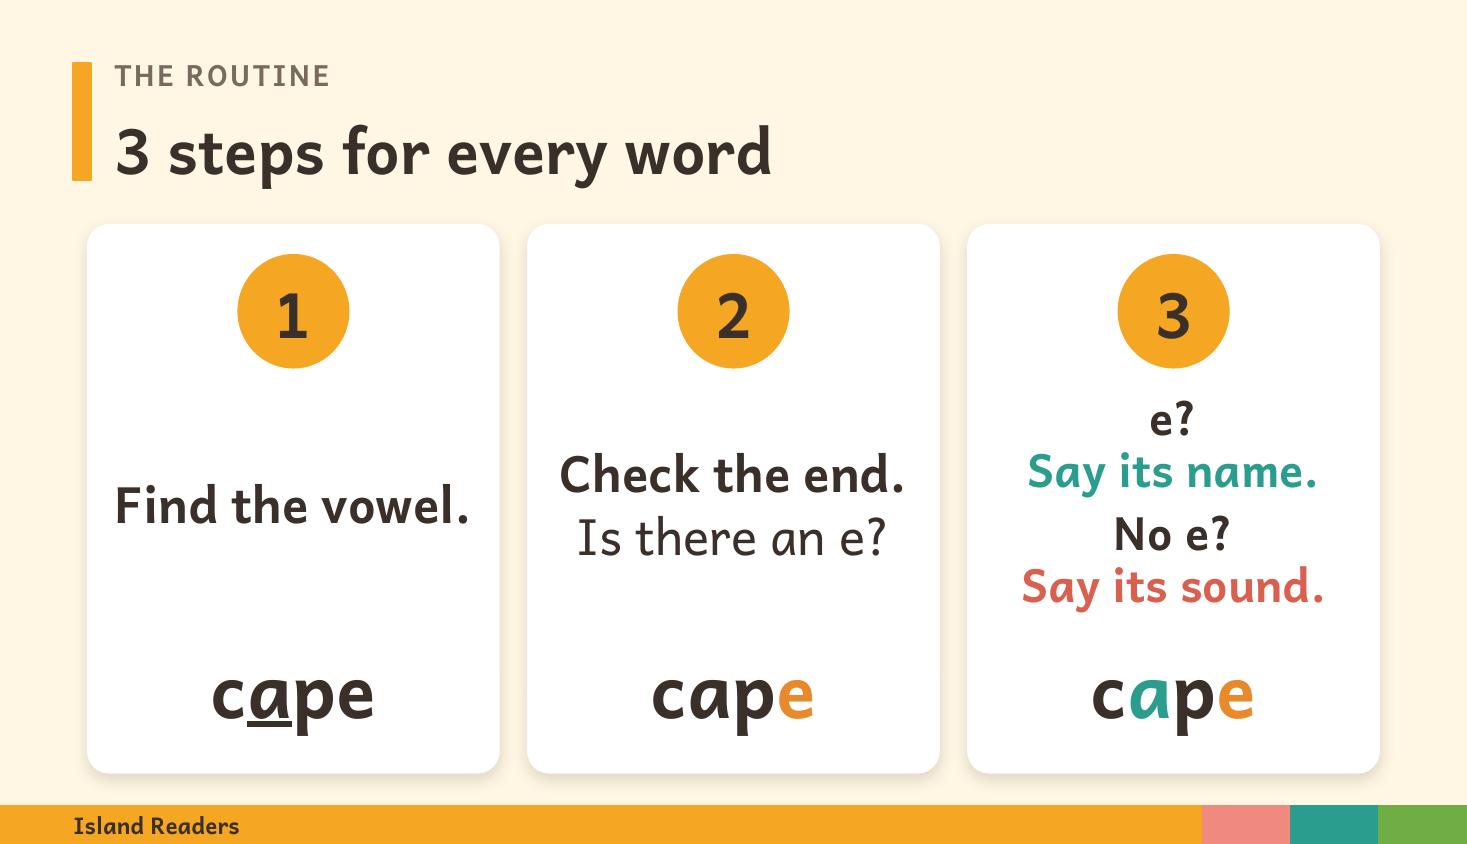 THE ROUTINE
3 steps for every word
1
Find the vowel.
cape
2
Check the end.
Is there an e?
cape
3
e?
Say its name.
No e?
Say its sound.
cape
Island Readers